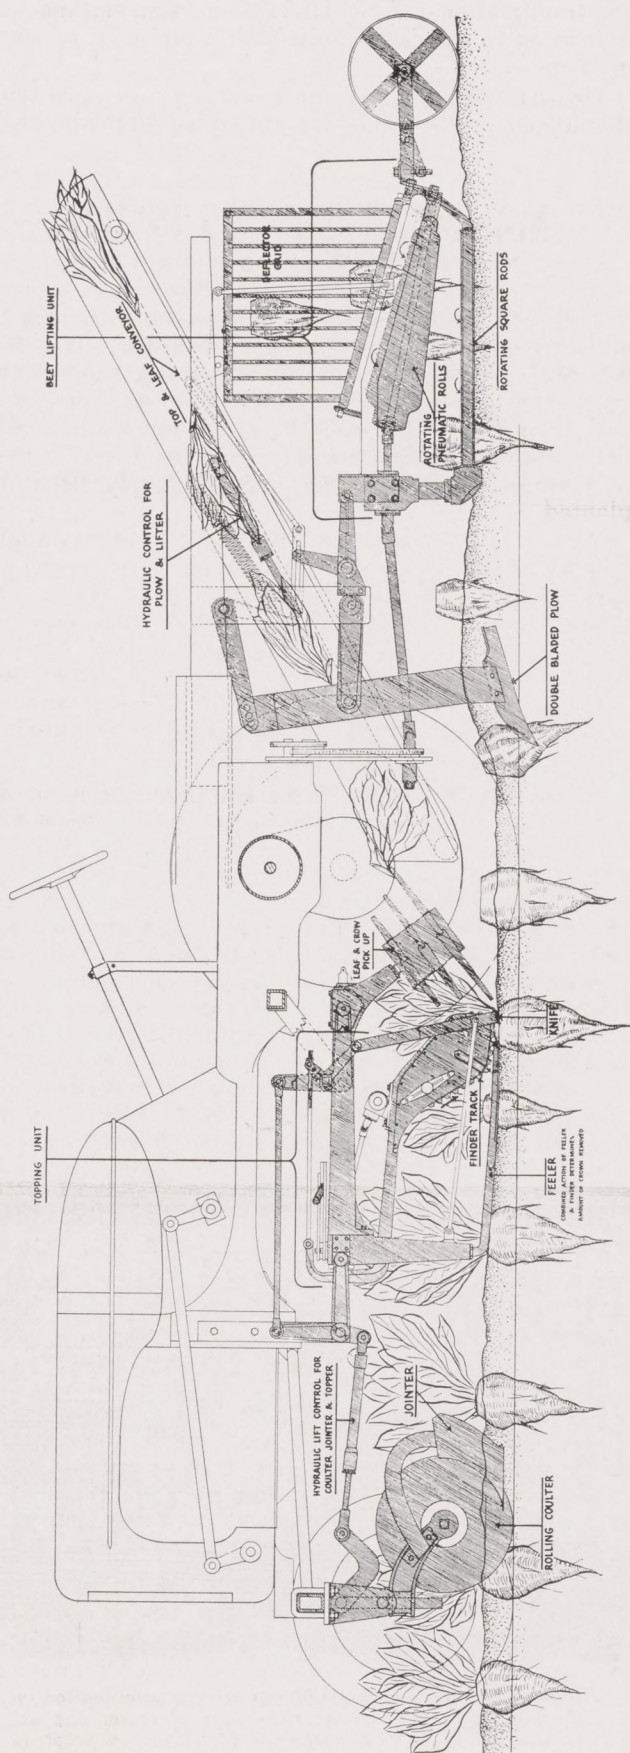 TOPPING UNIT
BEET LIFTING UNIT
HYDRAULIC CONTROL FOR
PLOW & LIFTER
TOP & LEAF CONVEYOR
DEFLECTOR
GRID
HYDRAULIC LIFT CONTROL FOR
COULTER JOINTER & TOPPER
LEAF & CROW
PICK UP
JOINTER
FINDER TRACK
ROTATING
PNEUMATIC ROLLS
ROTATING SQUARE RODS
ROLLING COULTER
FEELER
COMBINED ACTION OF FEELER
& FINDER DETERMINES
AMOUNT OF CROWN REMOVED
KNIFE
DOUBLE BLADED PLOW